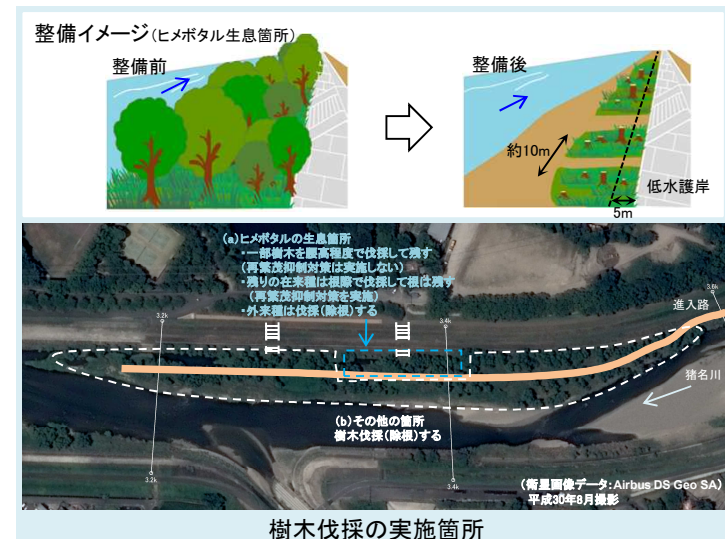 整備イメージ(ヒメボタル生息箇所)
整備前
整備後
約10m
低水護岸
5m
(a)ヒメボタルの生息箇所
・一部樹木を腰高程度で伐採して残す
(再繁茂抑制対策は実施しない)
・残りの在来種は根際で伐採して根は残す
(再繁茂抑制対策を実施)
・外来種は伐採(除根)する
3.2k
3.4k
3.6k
進入路
猪名川
(b)その他の箇所
樹木伐採(除根)する
3.2k
3.4k
(衛星画像データ:Airbus DS Geo SA)
平成30年8月撮影
樹木伐採の実施箇所